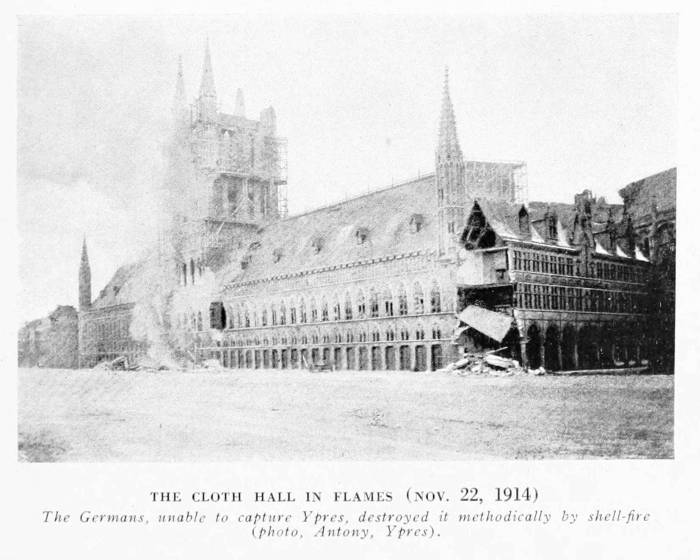 THE CLOTH HALL IN FLAMES (NOV. 22, 1914)
The Germans, unable to capture Ypres, destroyed it methodically by shell-fire
(photo, Antony, Ypres).